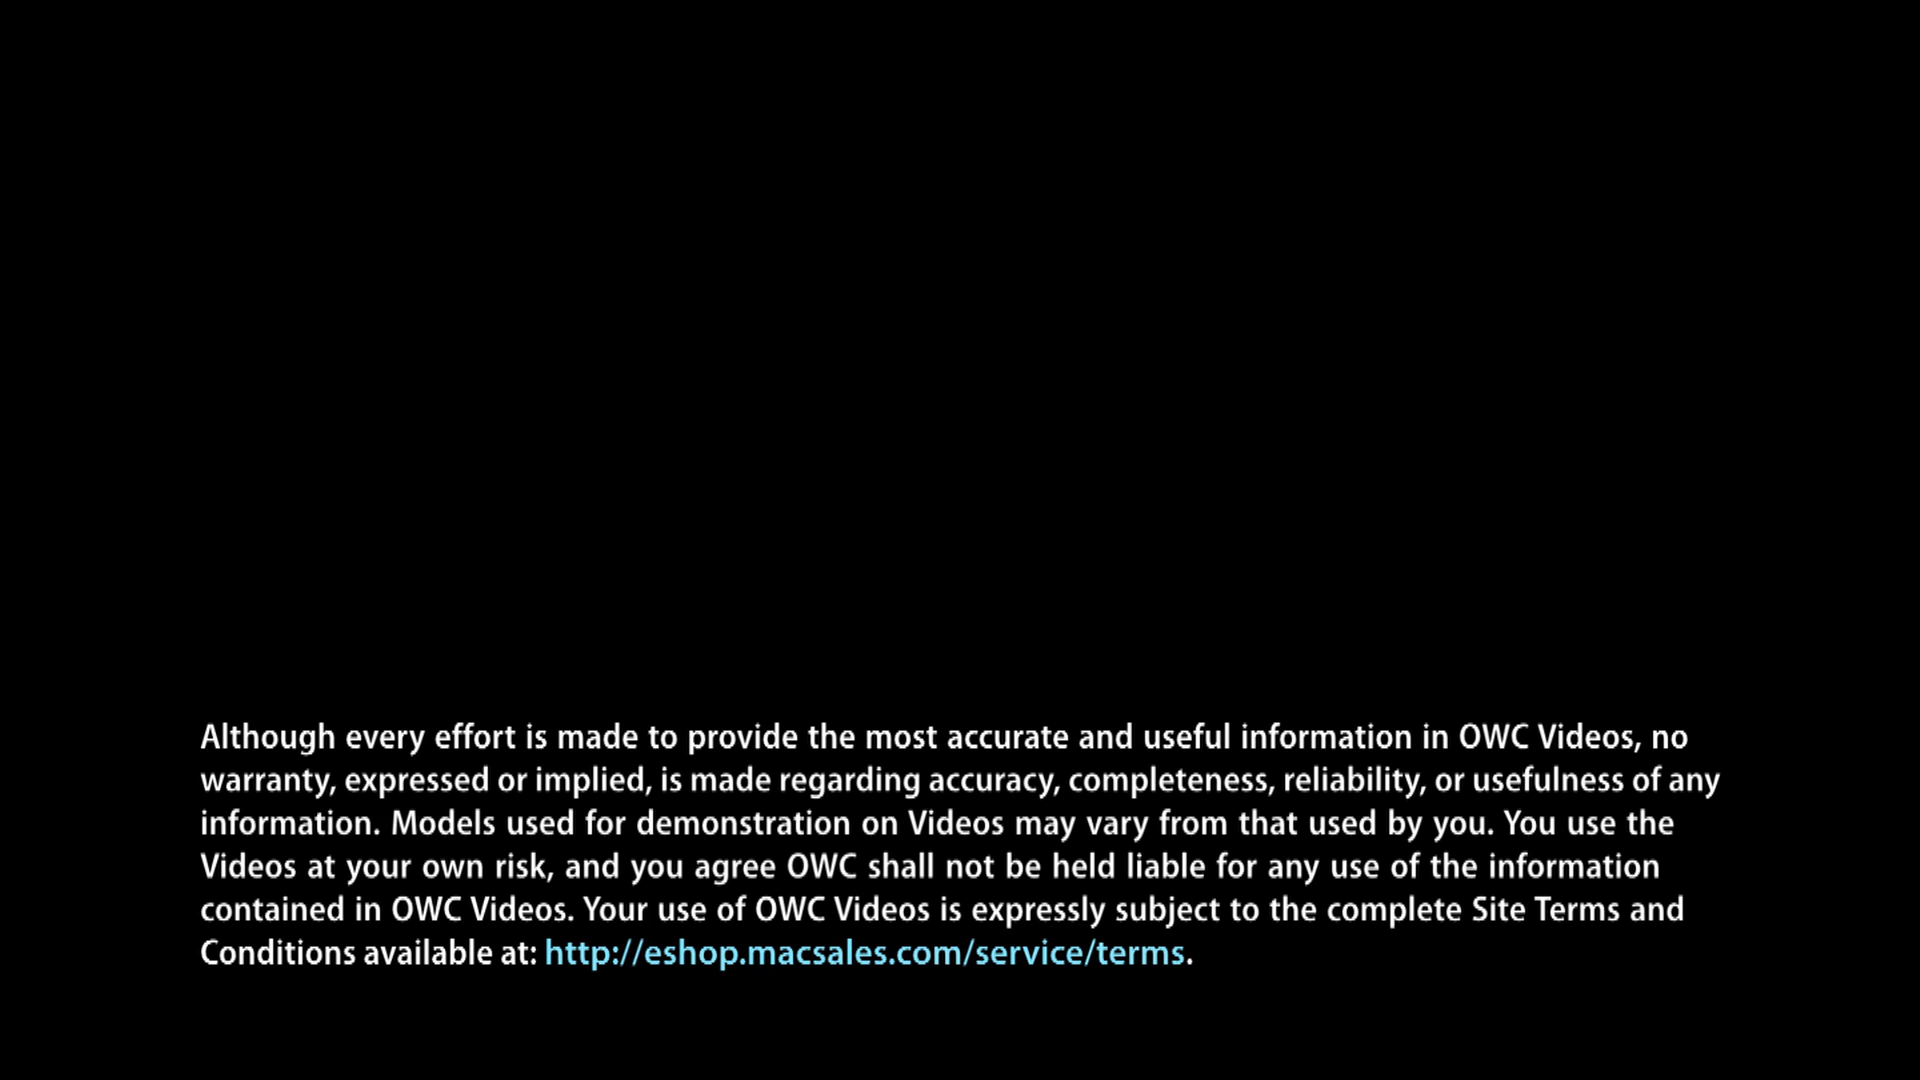 Although every effort is made to provide the most accurate and useful information in OWC Videos, no
warranty, expressed or implied, is made regarding accuracy, completeness, reliability, or usefulness of any
information. Models used for demonstration on Videos may vary from that used by you. You use the
Videos at your own risk, and you agree OWC shall not be held liable for any use of the information
contained in OWC Videos. Your use of OWC Videos is expressly subject to the complete Site Terms and
Conditions available at: http://eshop.macsales.com/service/terms.